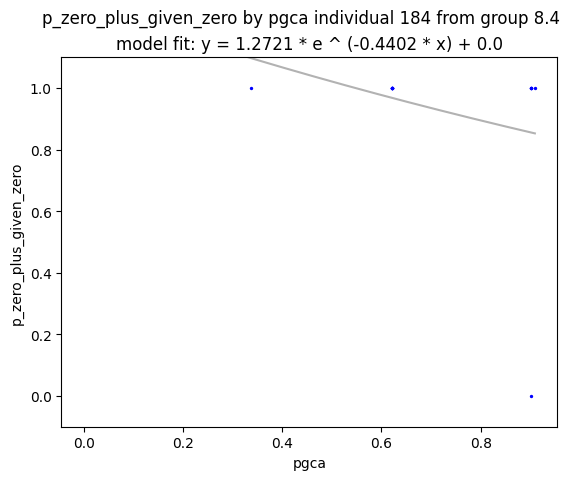 p_zero_plus_given_zero by pgca individual 184 from group 8.4
model fit: y = 1.2721 * e ^ (-0.4402 * x) + 0.0
1.0
0.8
0.6
0.4
0.2
0.0
p_zero_plus_given_zero
0.0 0.2 0.4 0.6 0.8
pgca